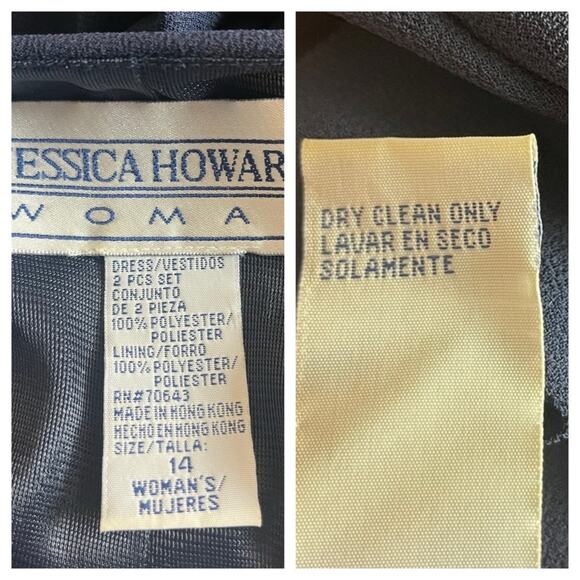 ESSICA HOWAR
WOMA
DRESS/VESTIDOS
2 PCS SET
CONJUNTO
DE 2 PIEZA
100% POLYESTER/
POLIESTER
LINING/FORRO
100% POLYESTER/
POLIESTER
RN#70643
MADE IN HONG KONG
HECHO EN HONG KONG
SIZE/TALLA:
14
WOMAN'S/
MUJERES
DRY CLEAN ONLY
LAVAR EN SECO
SOLAMENTE